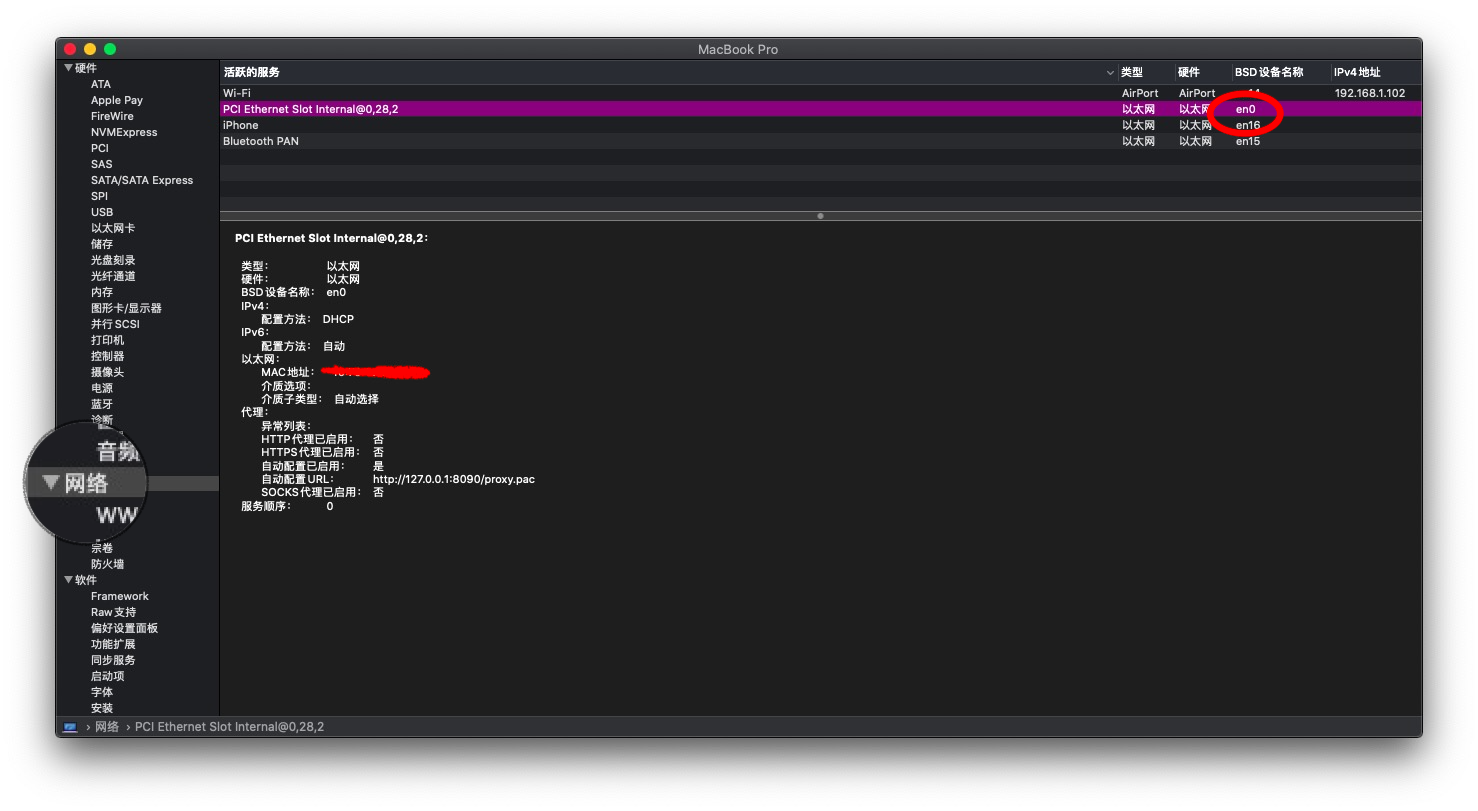 MacBook Pro
硬件
ATA
Apple Pay
FireWire
NVMExpress
PCI
SAS
SATA/SATA Express
SPI
USB
以太网卡
储存
光盘刻录
光纤通道
内存
图形卡/显示器
并行 SCSI
打印机
控制器
摄像头
电源
蓝牙
诊断
音频
网络
WW
宗卷
防火墙
软件
Framework
Raw 支持
偏好设置面板
功能扩展
同步服务
启动项
字体
安装
活跃的服务 类型 硬件 BSD 设备名称 IPv4 地址
Wi-Fi AirPort AirPort 192.168.1.102
PCI Ethernet Slot Internal@0,28,2 以太网 以太网 en0
iPhone 以太网 以太网 en16
Bluetooth PAN 以太网 以太网 en15
PCI Ethernet Slot Internal@0,28,2：
类型： 以太网
硬件： 以太网
BSD 设备名称： en0
IPv4：
配置方法： DHCP
IPv6：
配置方法： 自动
以太网：
MAC 地址：
介质选项：
介质子类型： 自动选择
代理：
异常列表：
HTTP 代理已启用： 否
HTTPS 代理已启用： 否
自动配置已启用： 是
自动配置 URL： http://127.0.0.1:8090/proxy.pac
SOCKS 代理已启用： 否
服务顺序： 0
› 网络 › PCI Ethernet Slot Internal@0,28,2